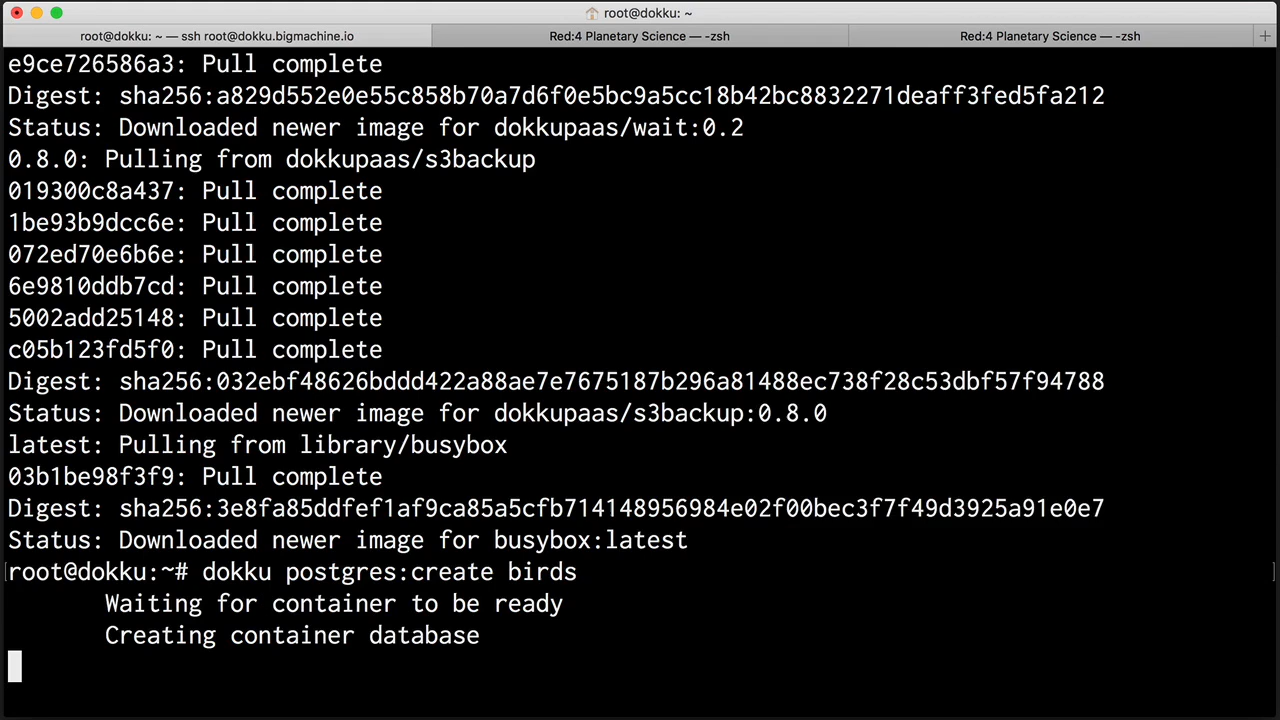 root@dokku: ~
root@dokku: ~ — ssh root@dokku.bigmachine.io
Red:4 Planetary Science — -zsh
Red:4 Planetary Science — -zsh
e9ce726586a3: Pull complete
Digest: sha256:a829d552e0e55c858b70a7d6f0e5bc9a5cc18b42bc8832271deaff3fed5fa212
Status: Downloaded newer image for dokkupaas/wait:0.2
0.8.0: Pulling from dokkupaas/s3backup
019300c8a437: Pull complete
1be93b9dcc6e: Pull complete
072ed70e6b6e: Pull complete
6e9810ddb7cd: Pull complete
5002add25148: Pull complete
c05b123fd5f0: Pull complete
Digest: sha256:032ebf48626bddd422a88ae7e7675187b296a81488ec738f28c53dbf57f94788
Status: Downloaded newer image for dokkupaas/s3backup:0.8.0
latest: Pulling from library/busybox
03b1be98f3f9: Pull complete
Digest: sha256:3e8fa85ddfef1af9ca85a5cfb714148956984e02f00bec3f7f49d3925a91e0e7
Status: Downloaded newer image for busybox:latest
root@dokku:~# dokku postgres:create birds
Waiting for container to be ready
Creating container database